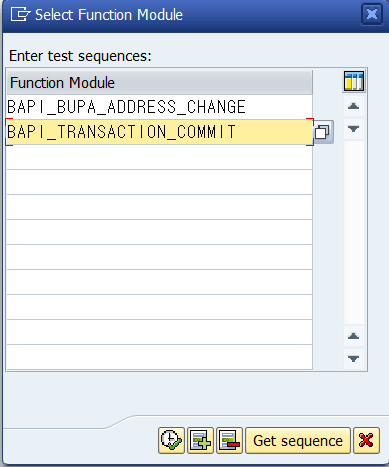 Select Function Module
Enter test sequences:
Function Module
BAPI_BUPA_ADDRESS_CHANGE
BAPI_TRANSACTION_COMMIT
Get sequence